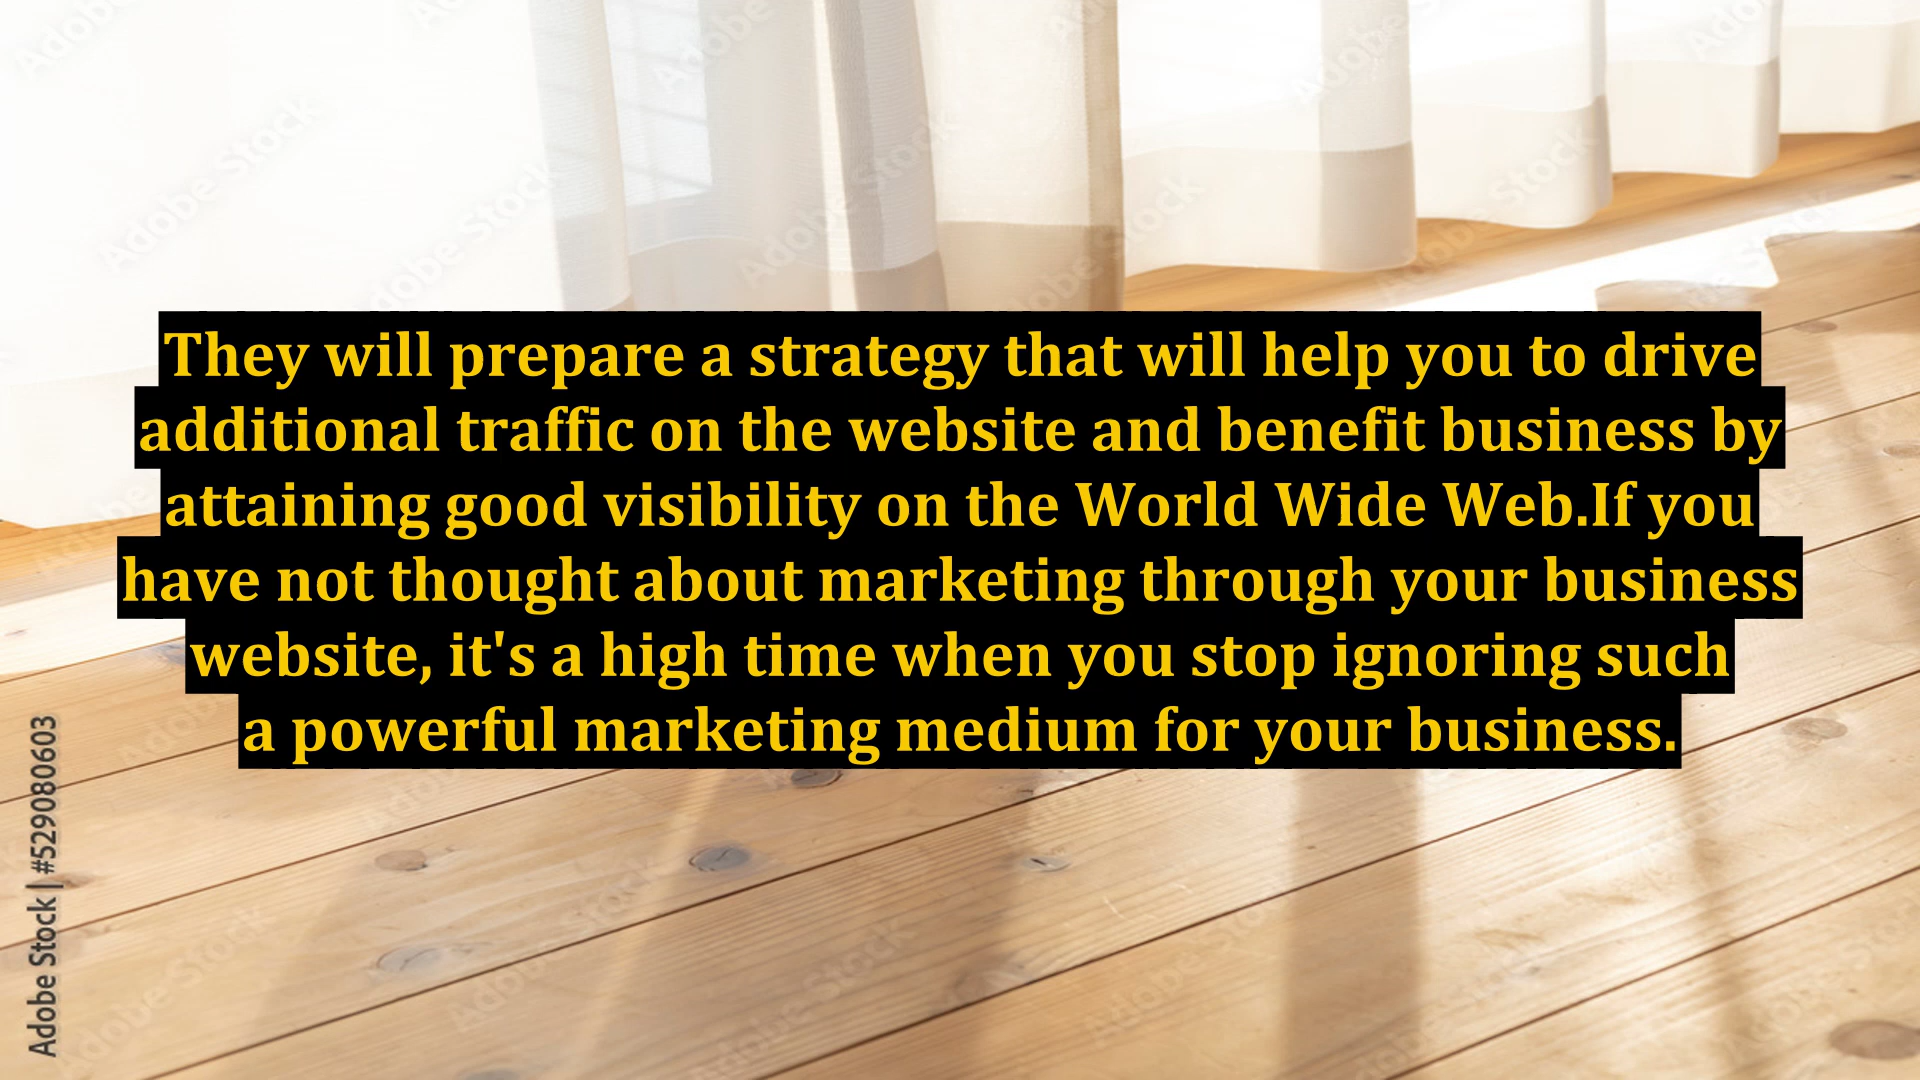 They will prepare a strategy that will help you to drive
additional traffic on the website and benefit business by
attaining good visibility on the World Wide Web.If you
have not thought about marketing through your business
website, it's a high time when you stop ignoring such
a powerful marketing medium for your business.
Adobe Stock | #529080603